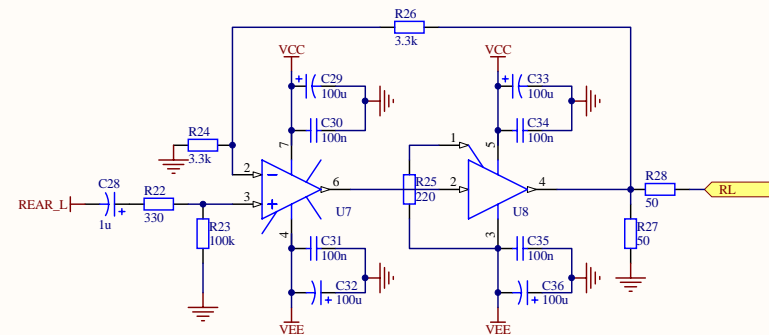 R26
3.3k
VCC
VCC
C29
100u
C33
100u
C30
100n
C34
100n
R24
3.3k
7
1
5
2
6
R25
220
2
4
R28
50
RL
REAR_L
C28
1u
R22
330
3
U7
U8
R23
100k
4
C31
100n
3
C35
100n
R27
50
C32
100u
C36
100u
VEE
VEE